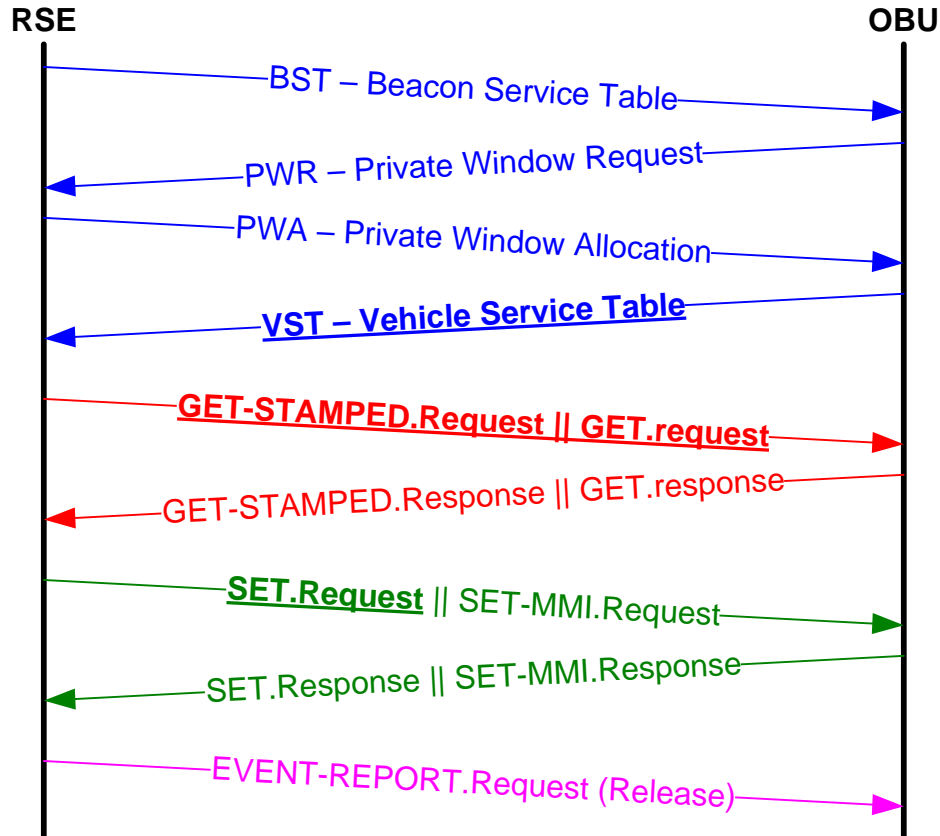 RSE
OBU
BST – Beacon Service Table
PWR – Private Window Request
PWA – Private Window Allocation
VST – Vehicle Service Table
GET-STAMPED.Request || GET.request
GET-STAMPED.Response || GET.response
SET.Request || SET-MMI.Request
SET.Response || SET-MMI.Response
EVENT-REPORT.Request (Release)